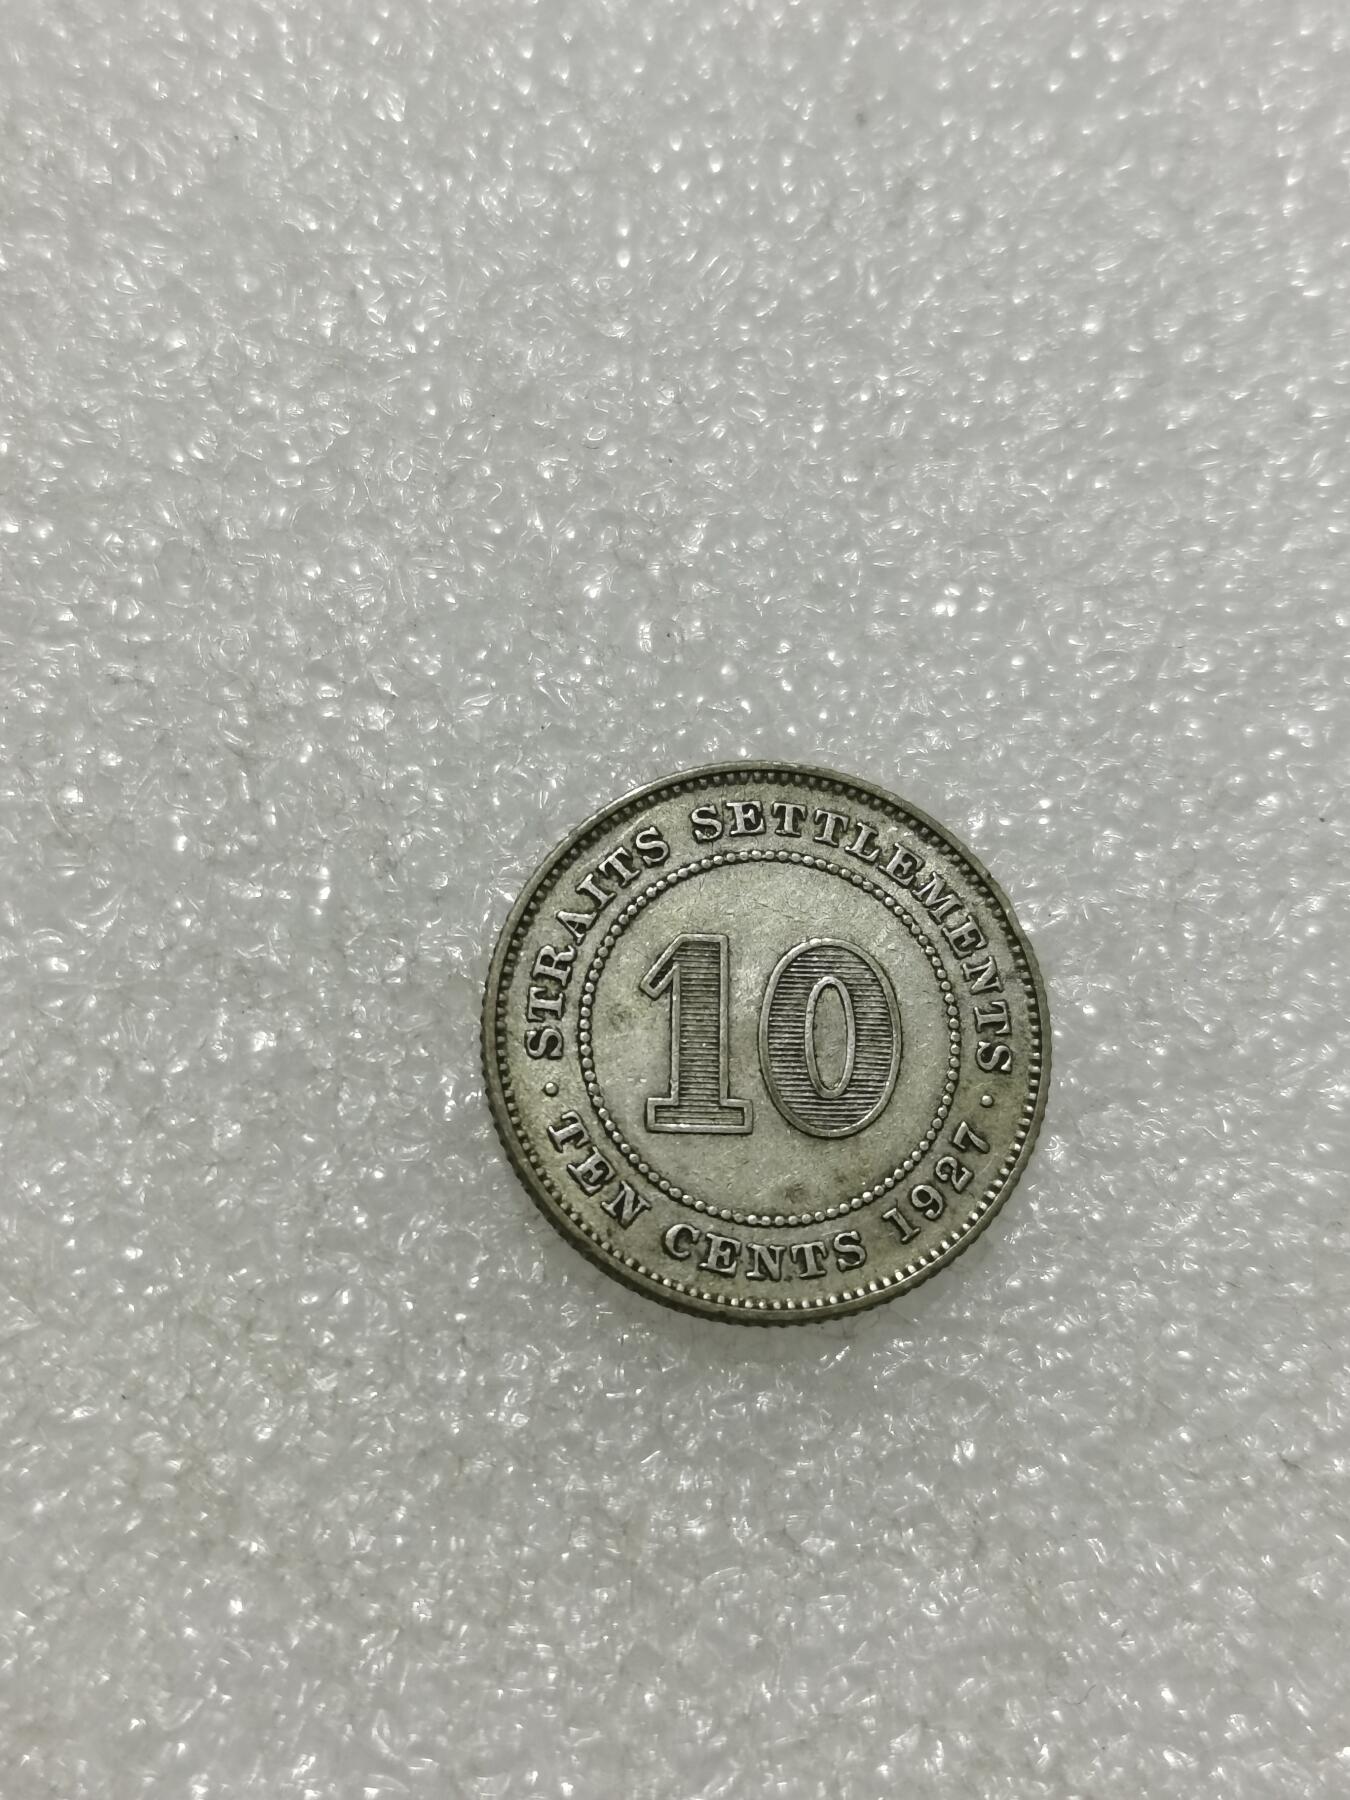 STRAITS SETTLEMENTS
10
· TEN CENTS 1927 ·